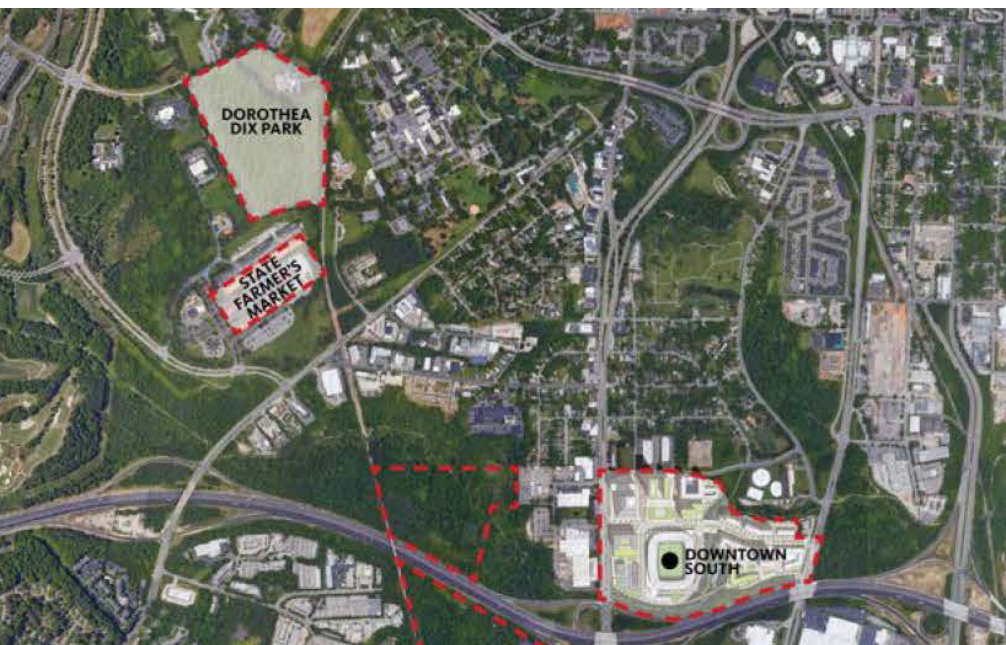 DOROTHEA
DIX PARK
STATE
FARMER'S
MARKET
DOWNTOWN
SOUTH